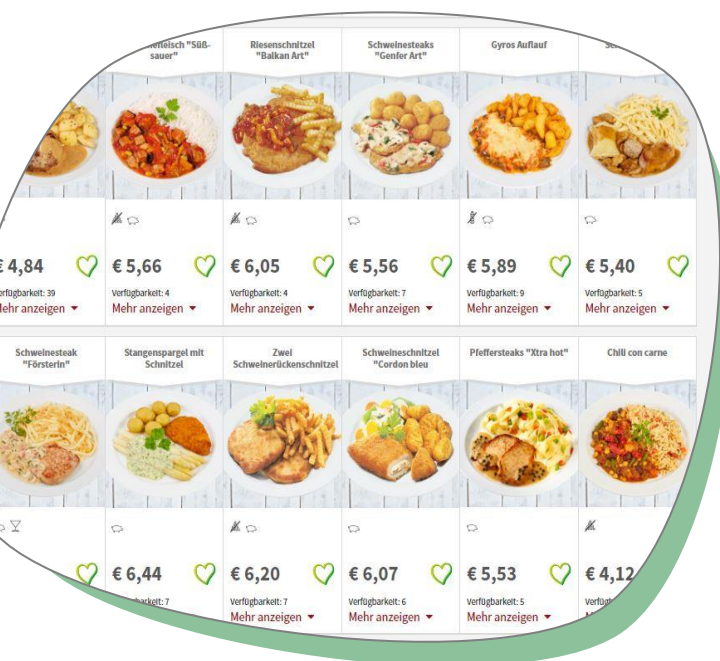 "Süß-
sauer"
Riesenschnitzel
"Balkan Art"
Schweinesteaks
"Genfer Art"
Gyros Auflauf
€ 4,84
€ 5,66
€ 6,05
€ 5,56
€ 5,89
€ 5,40
Verfügbarkeit: 39
Verfügbarkeit: 4
Verfügbarkeit: 4
Verfügbarkeit: 7
Verfügbarkeit: 9
Verfügbarkeit: 5
Mehr anzeigen
Mehr anzeigen
Mehr anzeigen
Mehr anzeigen
Mehr anzeigen
Mehr anzeigen
Schweinesteak
"Försterin"
Stangenspargel mit
Schnitzel
Zwei
Schweinerückenschnitzel
Schweineschnitzel
"Cordon bleu
Pfeffersteaks "Xtra hot"
Chili con carne
€ 6,44
€ 6,20
€ 6,07
€ 5,53
€ 4,12
7
Verfügbarkeit: 7
Verfügbarkeit: 6
Verfügbarkeit: 5
Mehr anzeigen
Mehr anzeigen
Mehr anzeigen